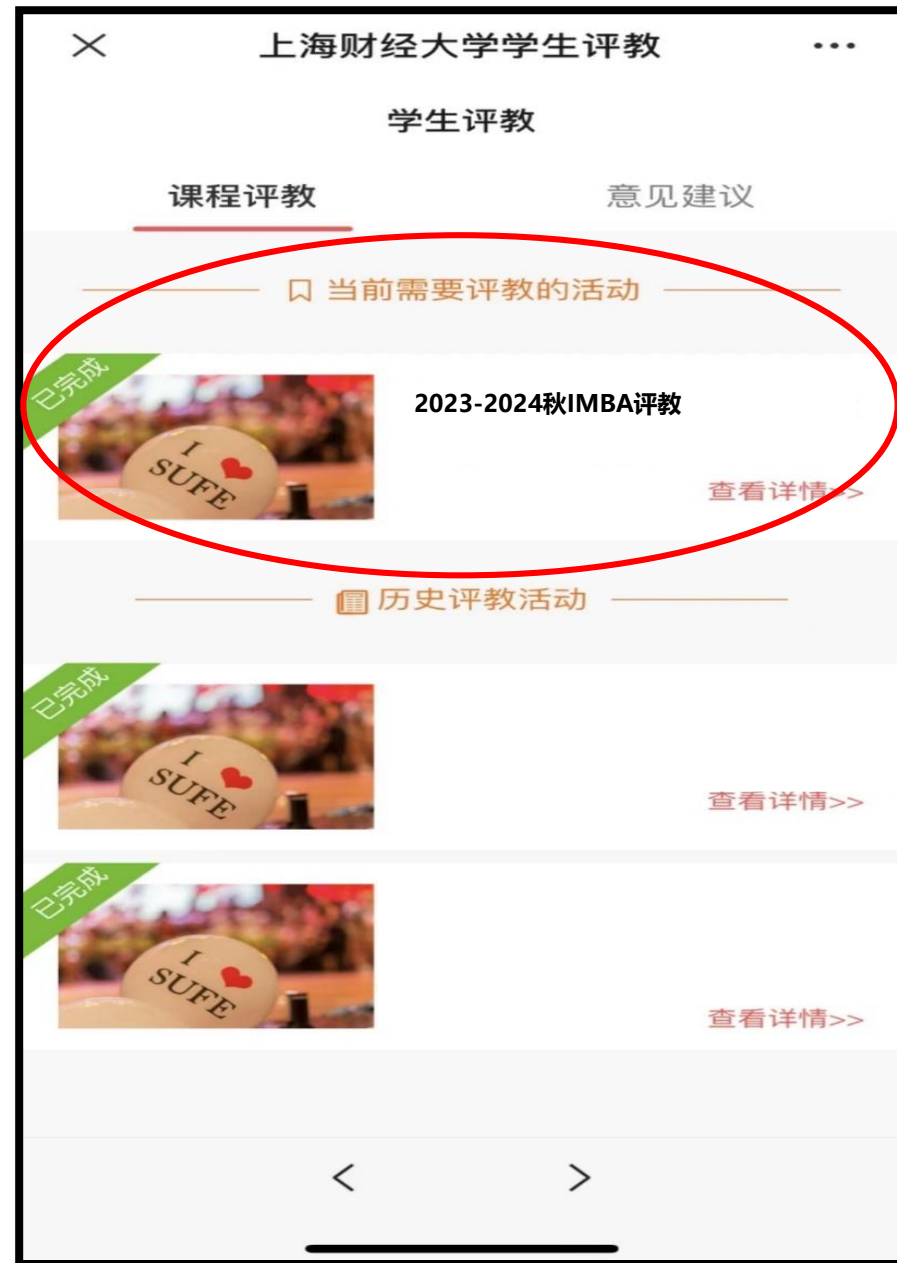 上海财经大学学生评教
学生评教
课程评教 意见建议
当前需要评教的活动
已完成
2023-2024秋IMBA评教
I
SUFE
查看详情>>
历史评教活动
已完成
I
SUFE
查看详情>>
已完成
I
SUFE
查看详情>>